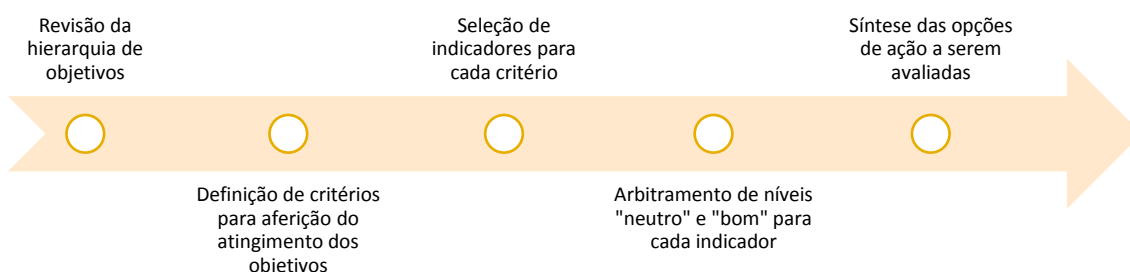 Revisão da
hierarquia de
objetivos
Definição de critérios
para aferição do
atingimento dos
objetivos
Seleção de
indicadores para
cada critério
Arbitramento de níveis
"neutro" e "bom" para
cada indicador
Síntese das opções
de ação a serem
avaliadas